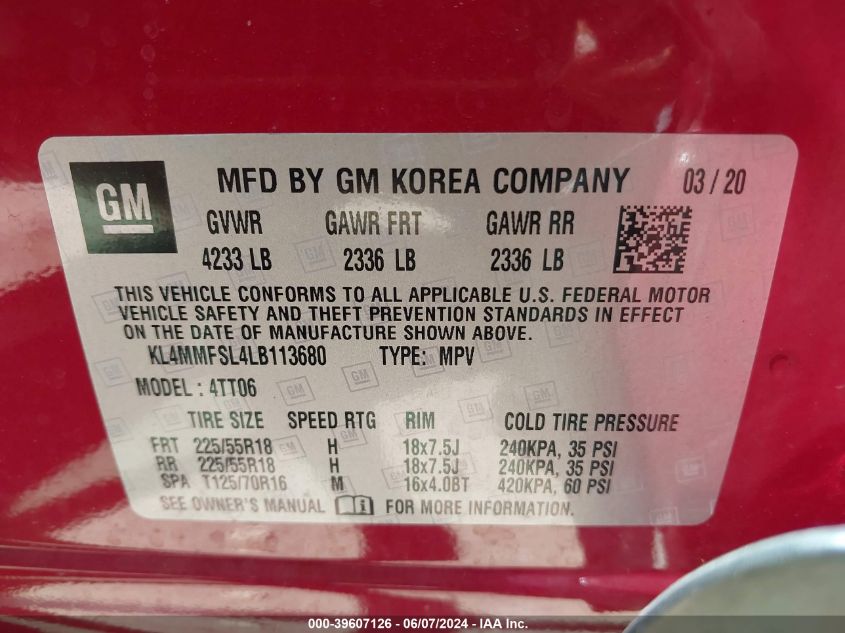 GM
MFD BY GM KOREA COMPANY 03 / 20
GVWR GAWR FRT GAWR RR
4233 LB 2336 LB 2336 LB
THIS VEHICLE CONFORMS TO ALL APPLICABLE U.S. FEDERAL MOTOR
VEHICLE SAFETY AND THEFT PREVENTION STANDARDS IN EFFECT
ON THE DATE OF MANUFACTURE SHOWN ABOVE.
KL4MMFSL4LB113680 TYPE: MPV
MODEL : 4TT06
TIRE SIZE SPEED RTG RIM COLD TIRE PRESSURE
FRT 225/55R18 H 18x7.5J 240KPA, 35 PSI
RR 225/55R18 H 18x7.5J 240KPA, 35 PSI
SPA T125/70R16 M 16x4.0BT 420KPA, 60 PSI
SEE OWNER'S MANUAL FOR MORE INFORMATION.
000-39607126 - 06/07/2024 - IAA Inc.